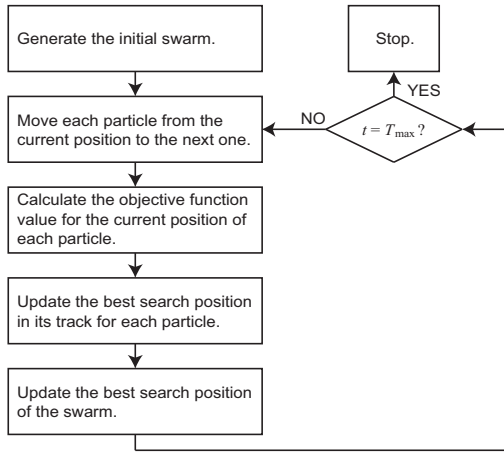 Generate the initial swarm.
Move each particle from the
current position to the next one.
Calculate the objective function
value for the current position of
each particle.
Update the best search position
in its track for each particle.
Update the best search position
of the swarm.
Stop.
YES
NO
t = Tmax ?